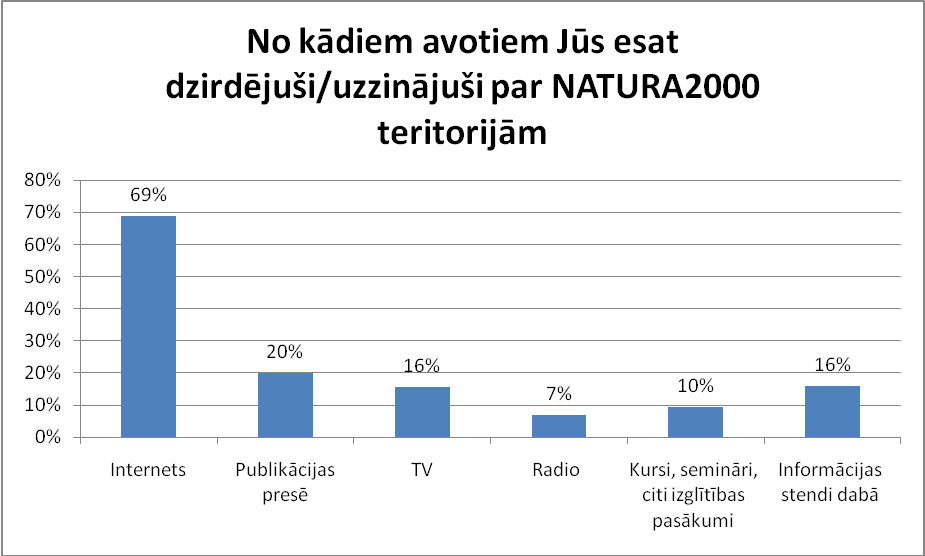 No kādiem avotiem Jūs esat
dzirdējuši/uzzinājuši par NATURA2000
teritorijām
80%
70%
60%
50%
40%
30%
20%
10%
0%
69%
20%
16%
7%
10%
16%
Internets
Publikācijas
presē
TV
Radio
Kursi, semināri,
citi izglītības
pasākumi
Informācijas
stendi dabā